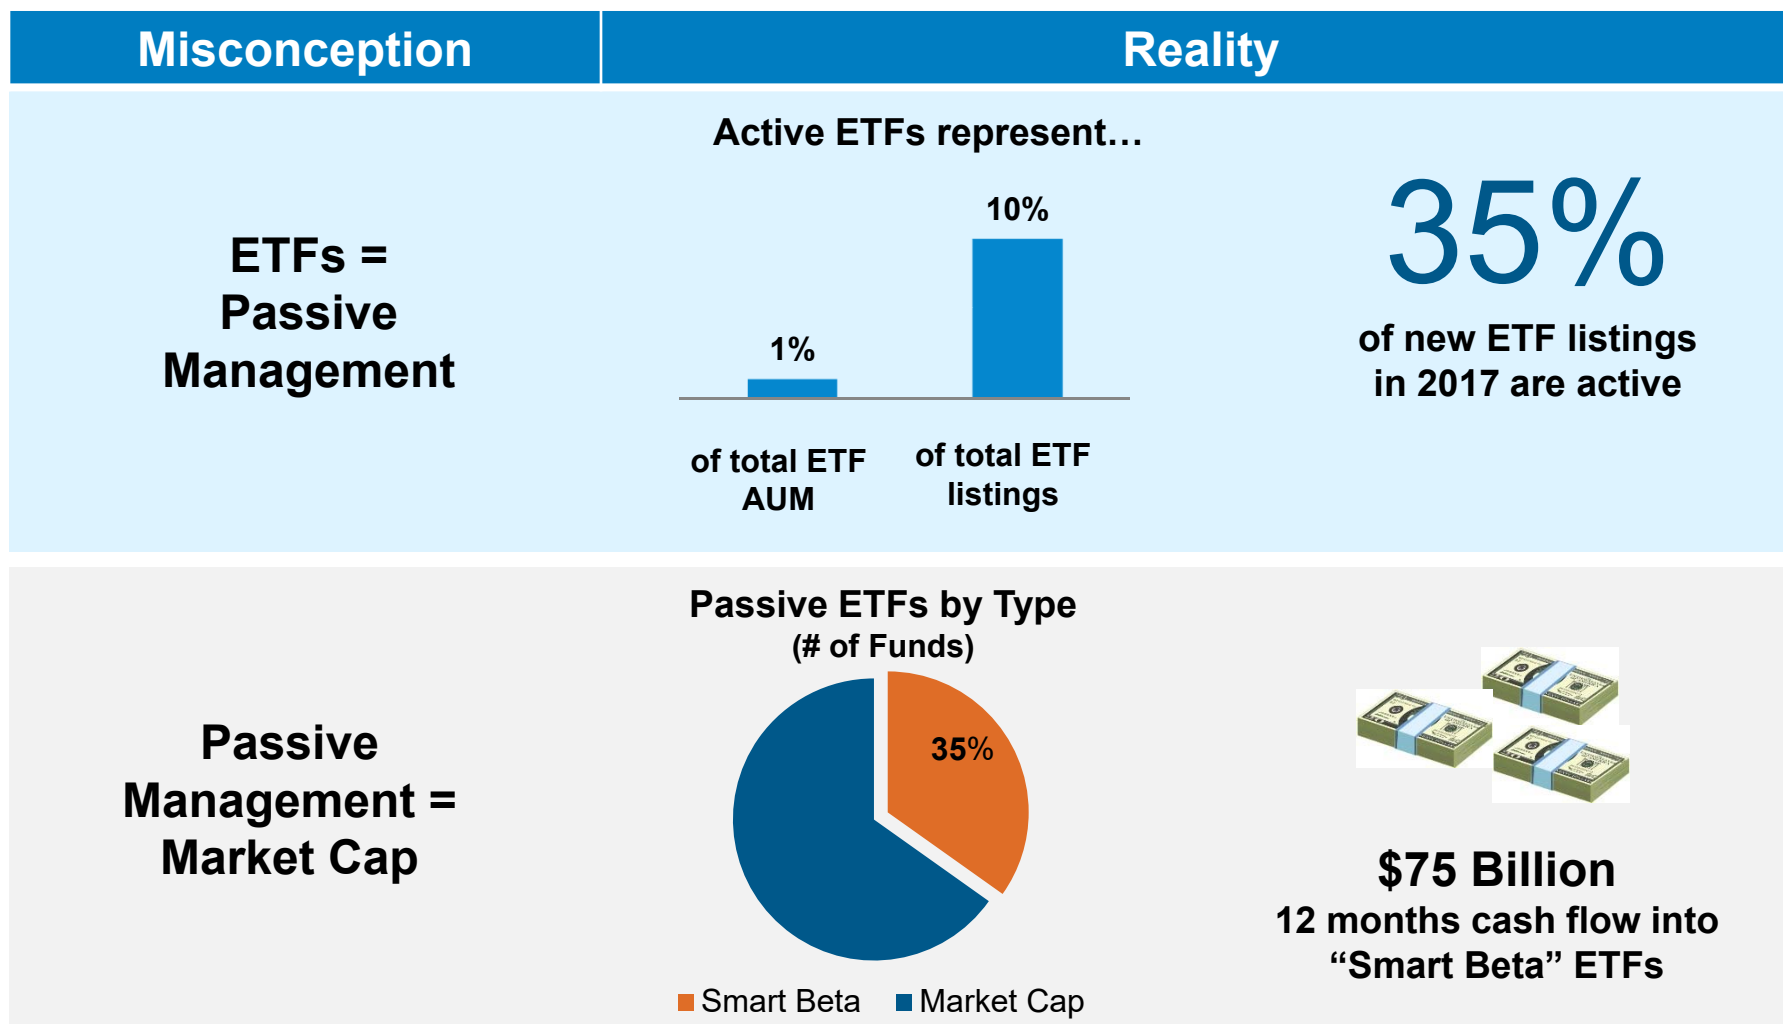 Misconception
Reality
ETFs =
Passive
Management
Active ETFs represent…
1%
10%
of total ETF
AUM
of total ETF
listings
35%
of new ETF listings
in 2017 are active
Passive
Management =
Market Cap
Passive ETFs by Type
(# of Funds)
35%
Smart Beta
Market Cap
$75 Billion
12 months cash flow into
“Smart Beta” ETFs